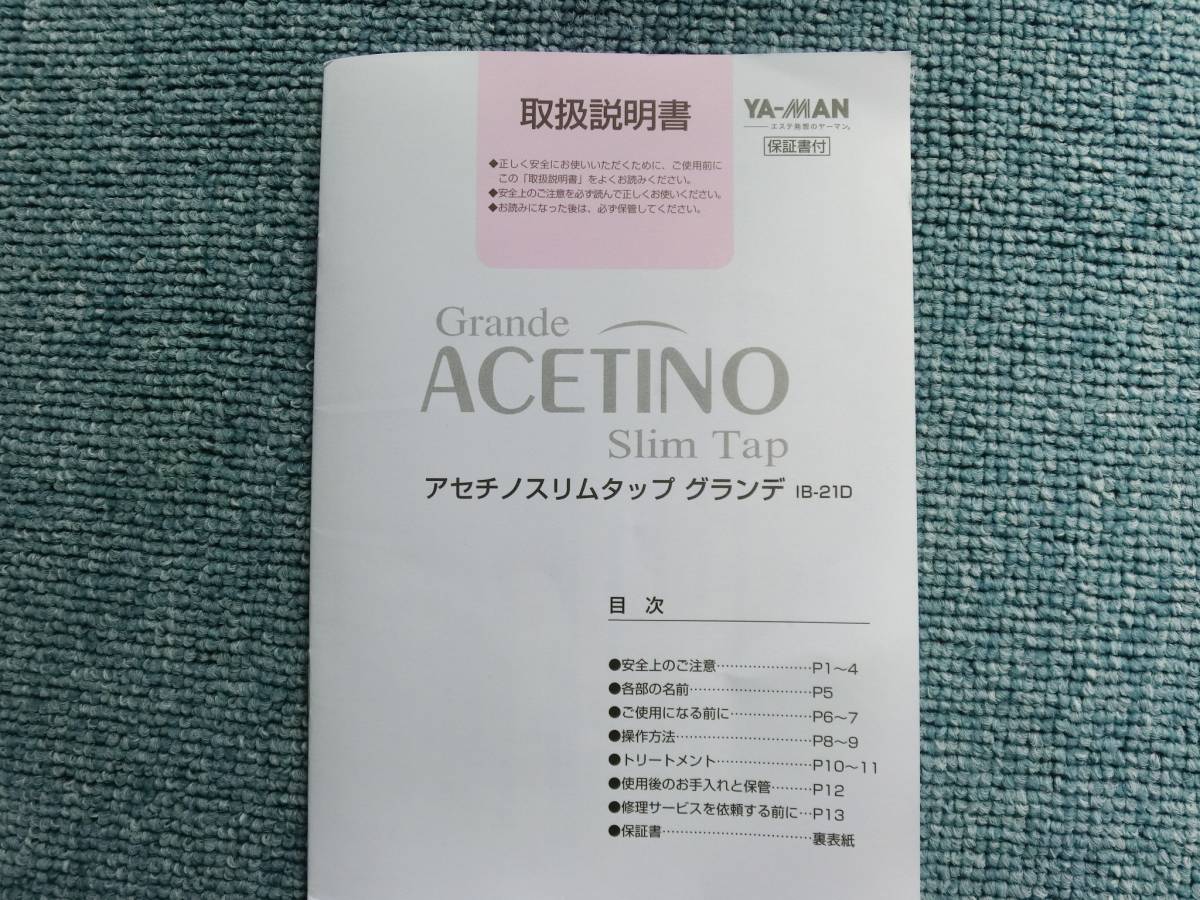 取扱説明書
◆正しく安全にお使いいただくために、ご使用前に
この「取扱説明書」をよくお読みください。
◆安全上のご注意を必ず読んで正しくお使いください。
◆お読みになった後は、必ず保管してください。
YA-MAN
エステ発想のヤーマン。
保証書付
Grande
ACETINO
Slim Tap
アセチノスリムタップ グランデ IB-21D
目 次
●安全上のご注意…………………P1〜4
●各部の名前………………………P5
●ご使用になる前に………………P6〜7
●操作方法…………………………P8〜9
●トリートメント…………………P10〜11
●使用後のお手入れと保管………P12
●修理サービスを依頼する前に…P13
●保証書……………………………裏表紙